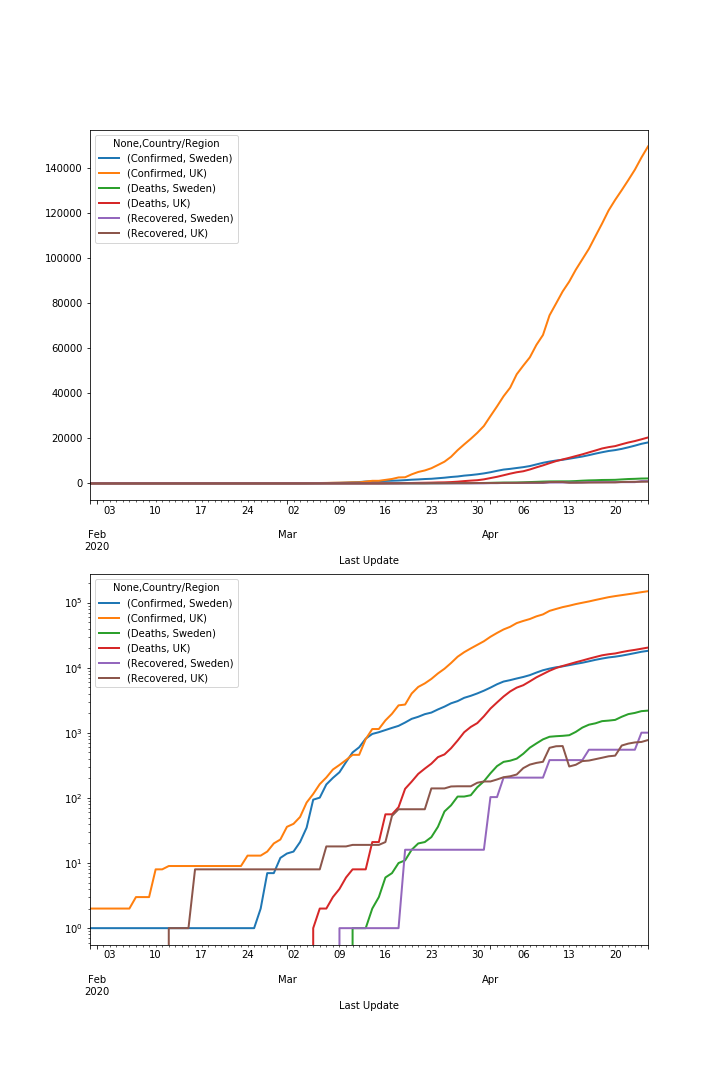 None,Country/Region
(Confirmed, Sweden)
(Confirmed, UK)
(Deaths, Sweden)
(Deaths, UK)
(Recovered, Sweden)
(Recovered, UK)
140000
120000
100000
80000
60000
40000
20000
0
03 10 17 24 02 09 16 23 30 06 13 20
Feb Mar Apr
2020
Last Update
None,Country/Region
(Confirmed, Sweden)
(Confirmed, UK)
(Deaths, Sweden)
(Deaths, UK)
(Recovered, Sweden)
(Recovered, UK)
10⁵
10⁴
10³
10²
10¹
10⁰
03 10 17 24 02 09 16 23 30 06 13 20
Feb Mar Apr
2020
Last Update